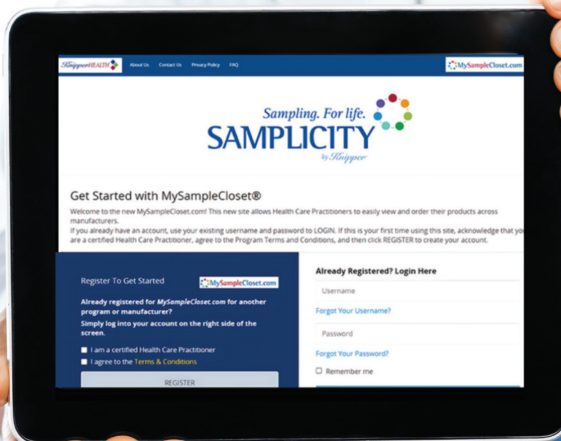 KnipperHEALTH About Us Contact Us Privacy Policy FAQ MySampleCloset.com
Sampling. For life.
SAMPLICITY
by Knipper
Get Started with MySampleCloset®
Welcome to the new MySampleCloset.com! This new site allows Health Care Practitioners to easily view and order their products across
manufacturers.
If you already have an account, use your existing username and password to LOGIN. If this is your first time using this site, acknowledge that you
are a certified Health Care Practitioner, agree to the Program Terms and Conditions, and then click REGISTER to create your account.
Register To Get Started MySampleCloset.com
Already registered for MySampleCloset.com for another
program or manufacturer?
Simply log into your account on the right side of the
screen.
I am a certified Health Care Practitioner
I agree to the Terms & Conditions
REGISTER
Already Registered? Login Here
Username
Forgot Your Username?
Password
Forgot Your Password?
Remember me